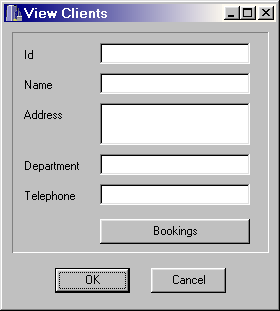 View Clients
Id
Name
Address
Department
Telephone
Bookings
OK Cancel